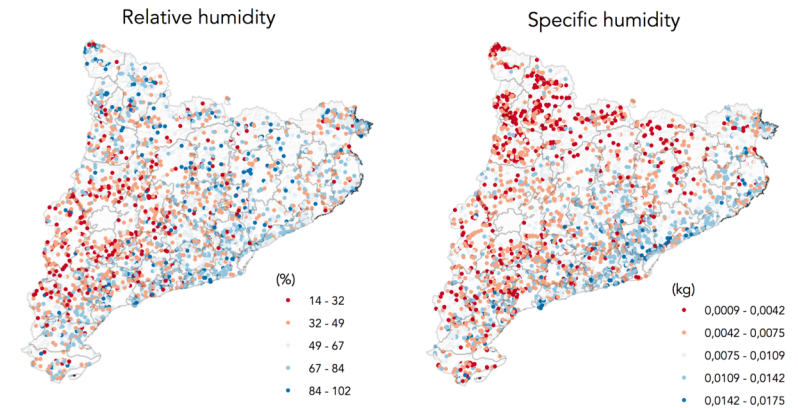 Relative humidity
(%)
14 - 32
32 - 49
49 - 67
67 - 84
84 - 102
Specific humidity
(kg)
0,0009 - 0,0042
0,0042 - 0,0075
0,0075 - 0,0109
0,0109 - 0,0142
0,0142 - 0,0175